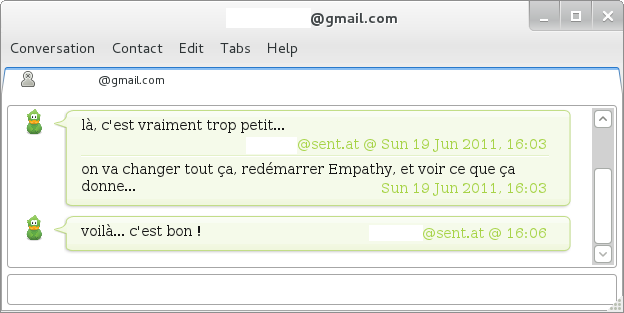 @gmail.com
Conversation Contact Edit Tabs Help
@gmail.com
là, c'est vraiment trop petit...
@sent.at @ Sun 19 Jun 2011, 16:03
on va changer tout ça, redémarrer Empathy, et voir ce que ça
donne...
Sun 19 Jun 2011, 16:03
voilà... c'est bon !
@sent.at @ 16:06